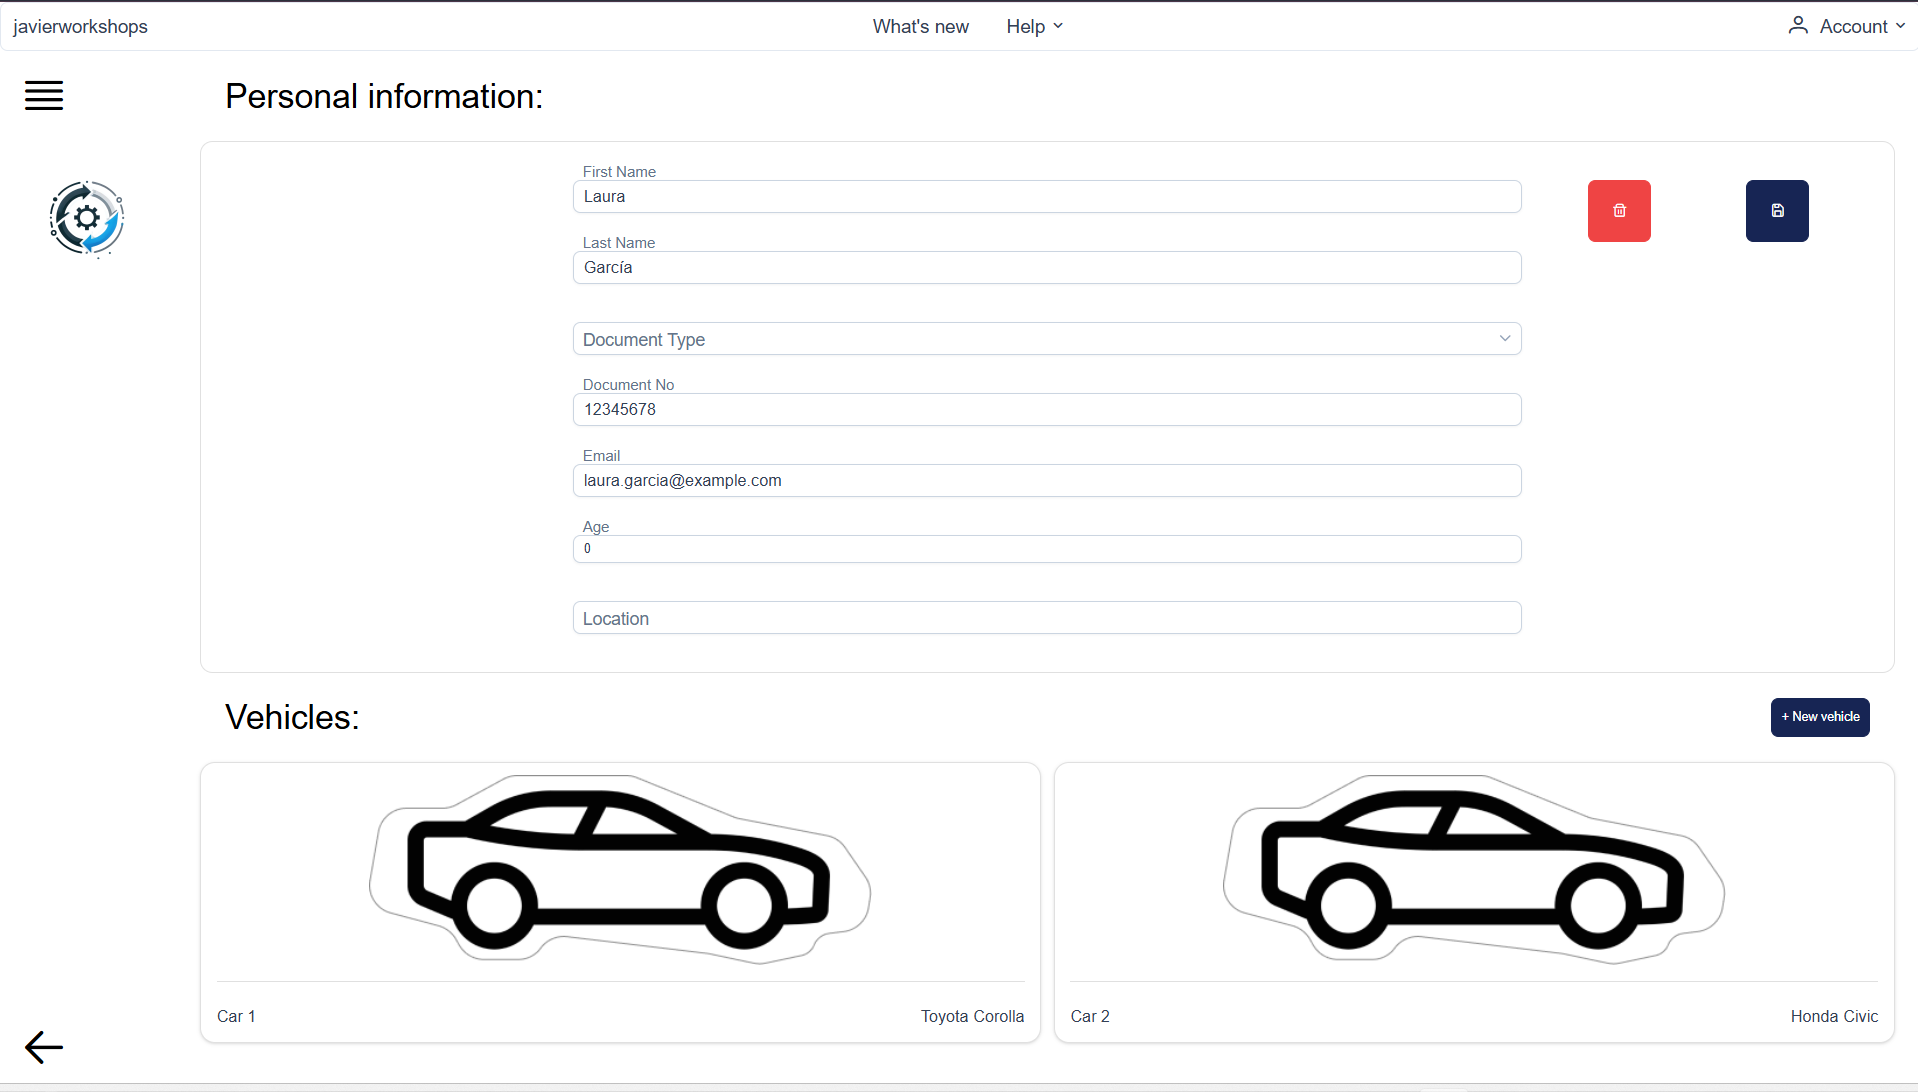 javierworkshops
What's new
Help
Account
Personal information:
First Name
Laura
Last Name
García
Document Type
Document No
12345678
Email
laura.garcia@example.com
Age
0
Location
Vehicles:
+ New vehicle
Car 1
Toyota Corolla
Car 2
Honda Civic